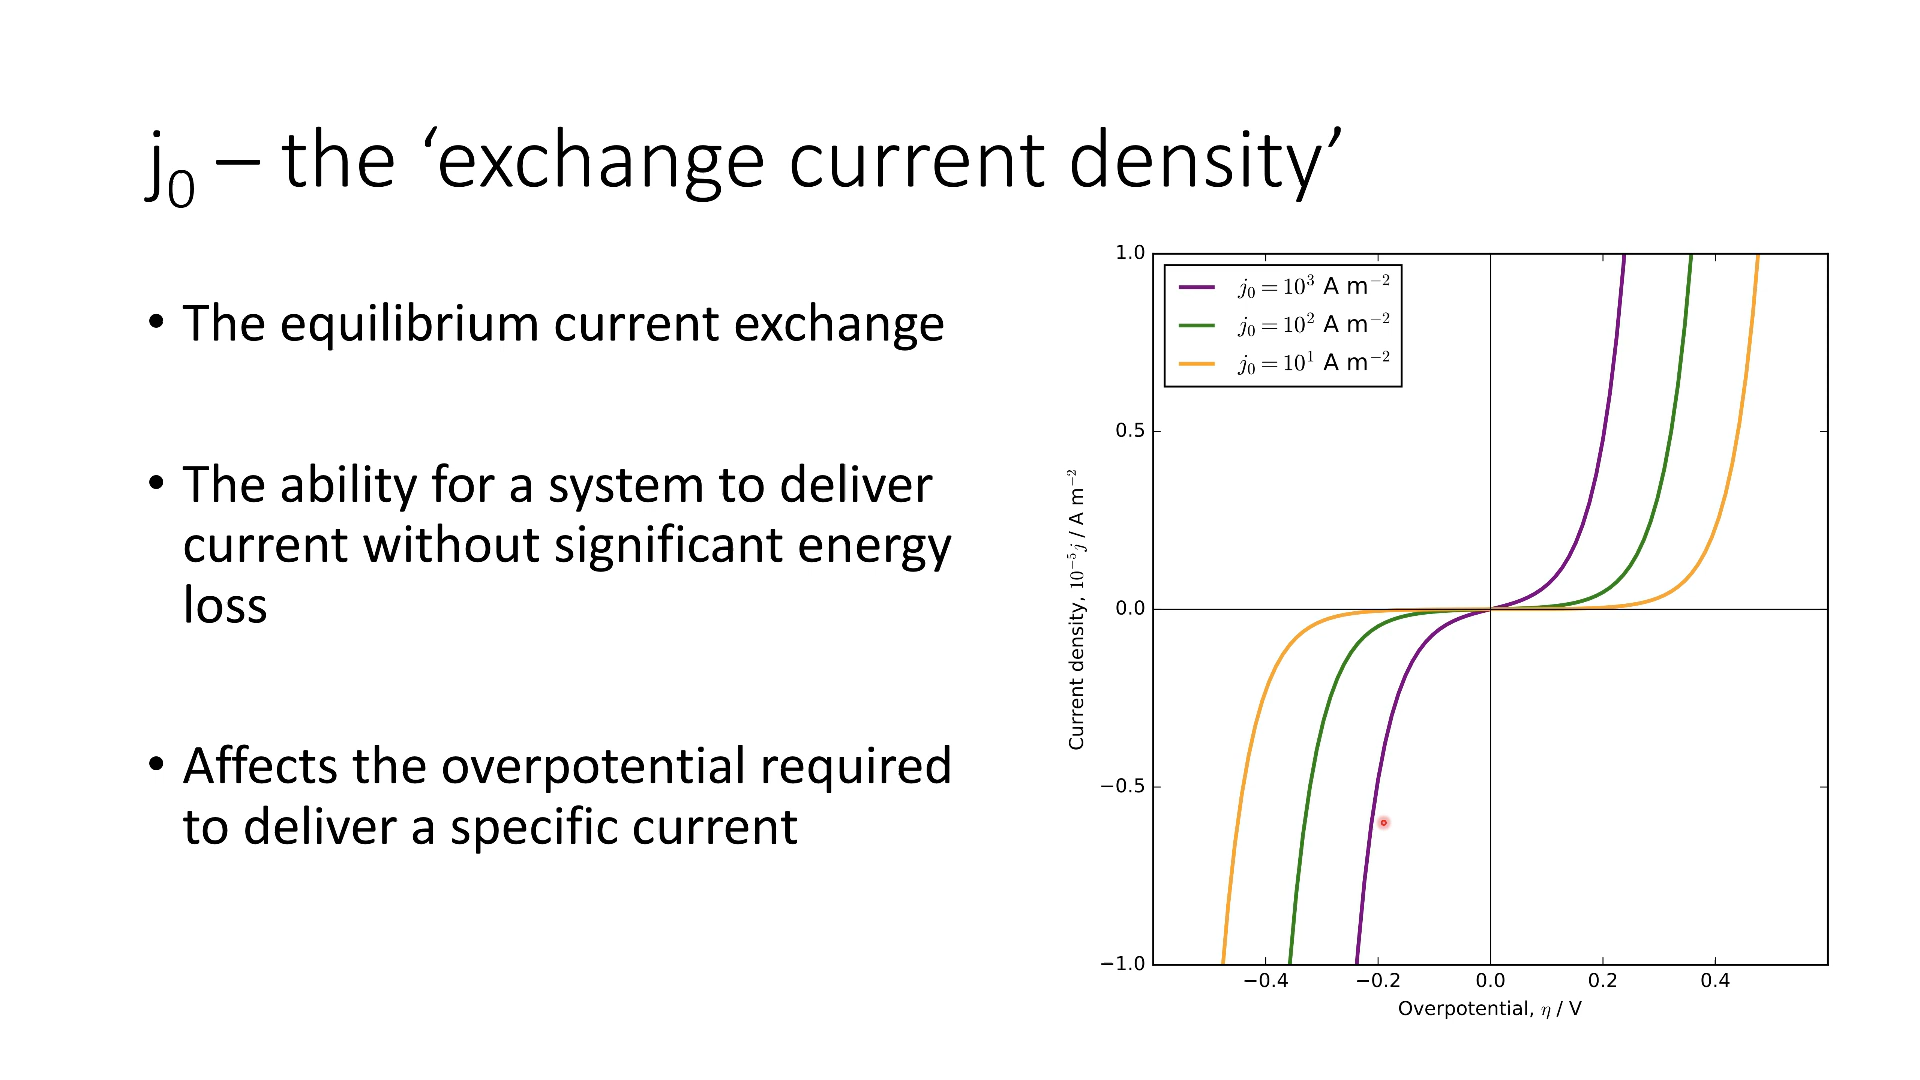 j₀ – the ‘exchange current density’
• The equilibrium current exchange
• The ability for a system to deliver
current without significant energy
loss
• Affects the overpotential required
to deliver a specific current
1.0
0.5
0.0
−0.5
−1.0
Current density, 10⁻⁵j / A m⁻²
j₀ = 10³ A m⁻²
j₀ = 10² A m⁻²
j₀ = 10¹ A m⁻²
−0.4 −0.2 0.0 0.2 0.4
Overpotential, η / V